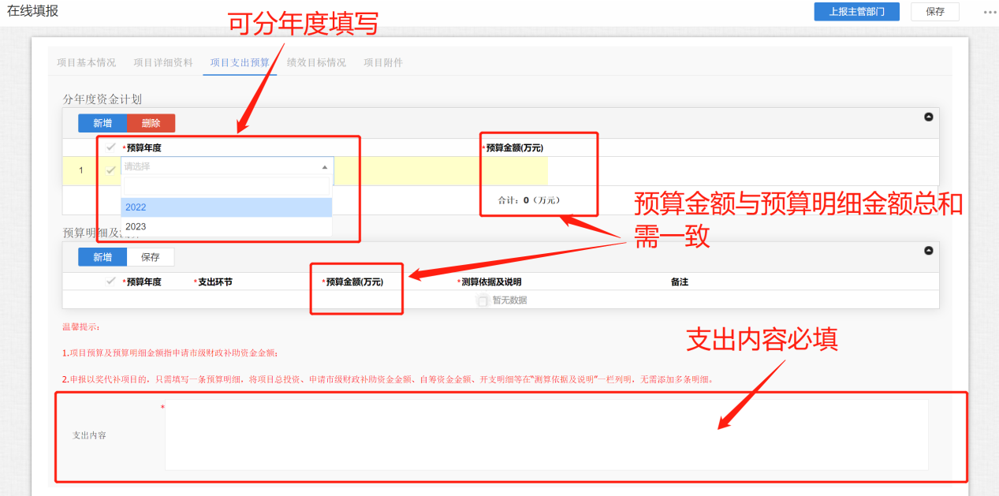 在线填报
上报主管部门
保存
可分年度填写
项目基本情况 项目详细资料 项目支出预算 绩效目标情况 项目附件
分年度资金计划
新增 删除
*预算年度 *预算金额(万元)
1 请选择
合计：0（万元）
2022
2023
预算金额与预算明细金额总和
需一致
预算明细及
新增 保存
*预算年度 *支出环节 *预算金额(万元) *测算依据及说明 备注
暂无数据
温馨提示:
1.项目预算及预算明细金额指申请市级财政补助资金金额;
2.申报以奖代补项目的，只需填写一条预算明细，将项目总投资、申请市级财政补助资金金额、自筹资金金额、开支明细等在“测算依据及说明”一栏列明，无需添加多条明细。
支出内容必填
*
支出内容